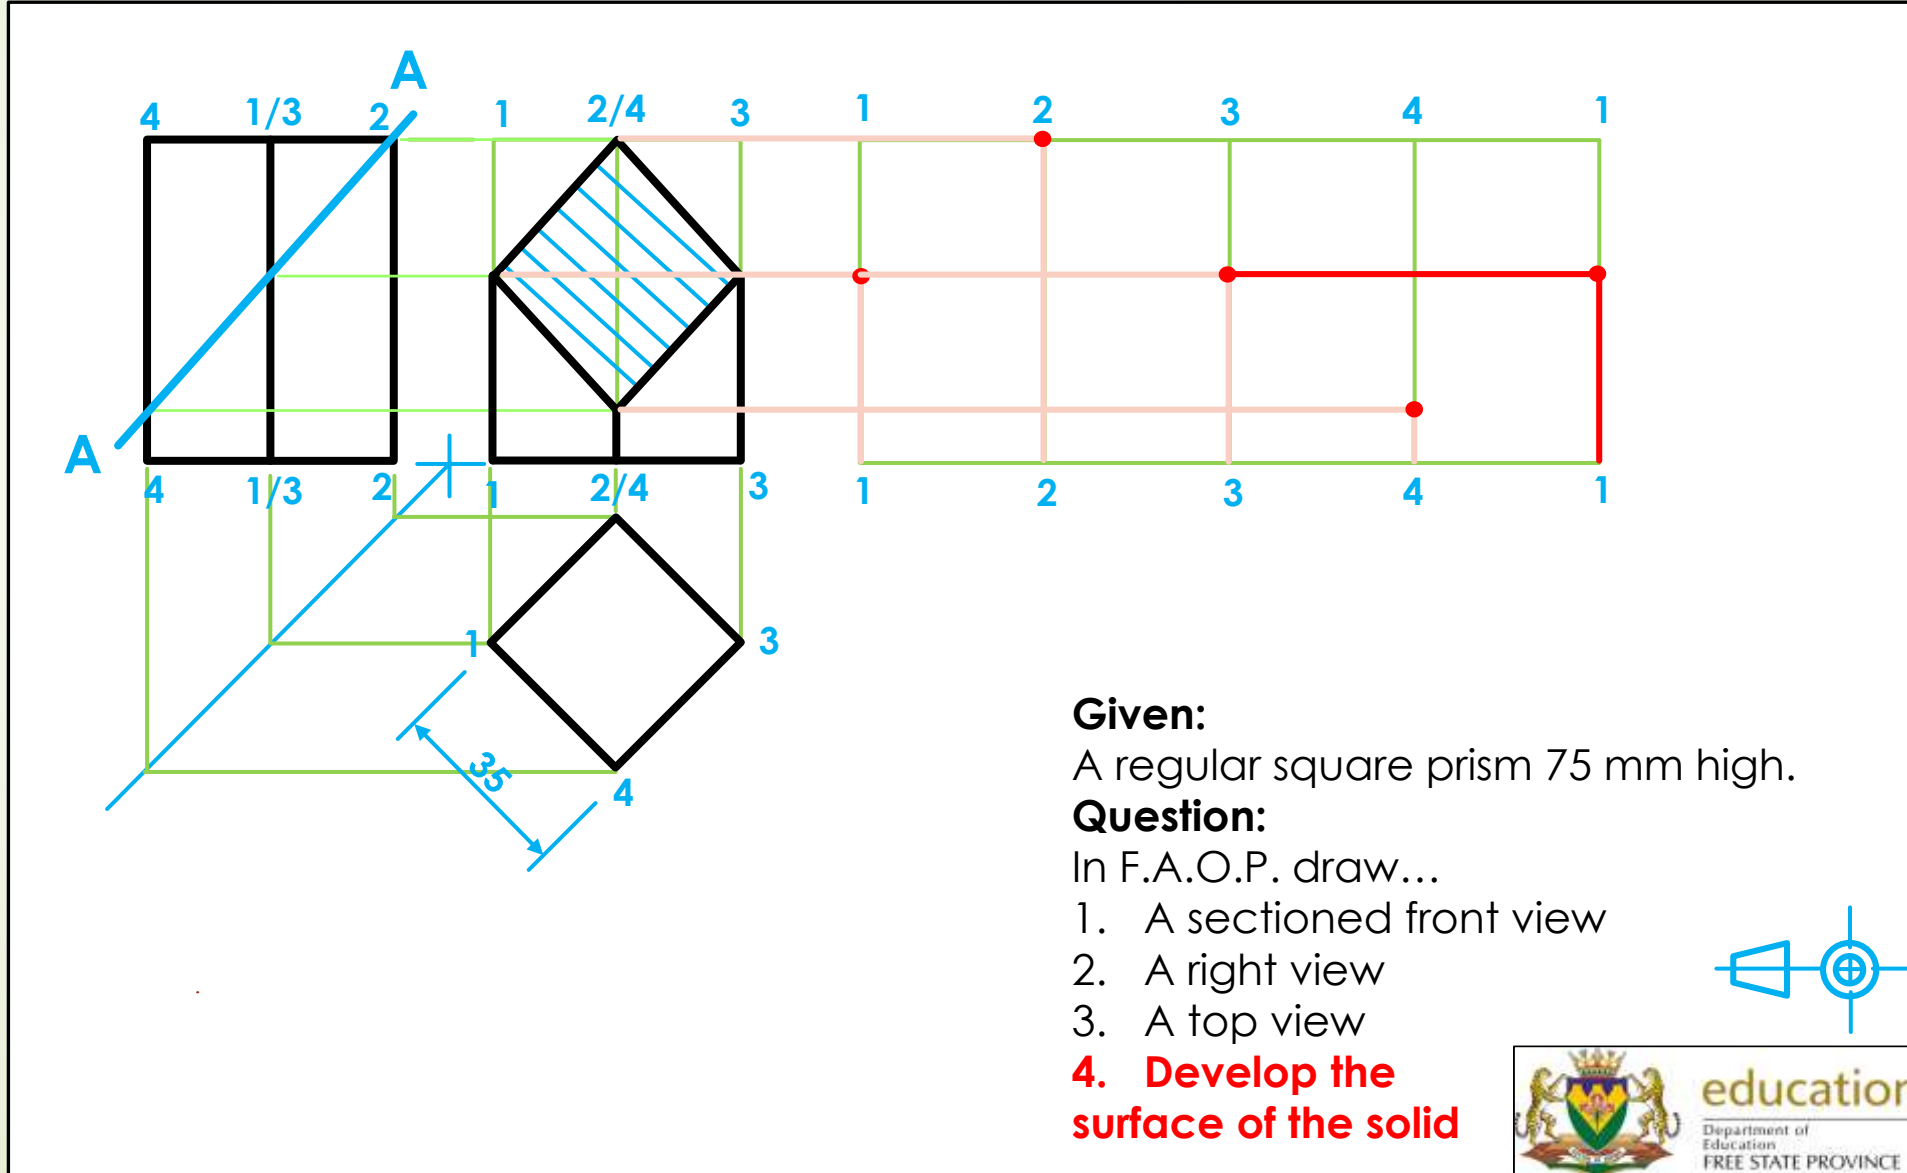 A
4 1/3 2 1 2/4 3 1 2 3 4 1
A
4 1/3 2 1 2/4 3 1 2 3 4 1
1 3
35
4
Given:
A regular square prism 75 mm high.
Question:
In F.A.O.P. draw…
1. A sectioned front view
2. A right view
3. A top view
4. Develop the
surface of the solid
education
Department of
Education
FREE STATE PROVINCE